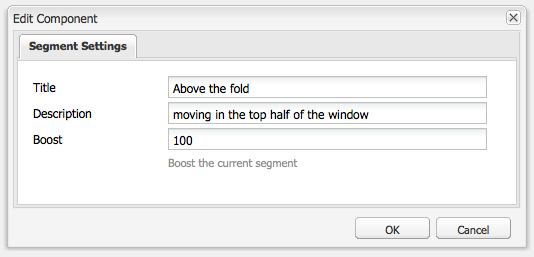 Edit Component
Segment Settings
Title Above the fold
Description moving in the top half of the window
Boost 100
Boost the current segment
OK Cancel